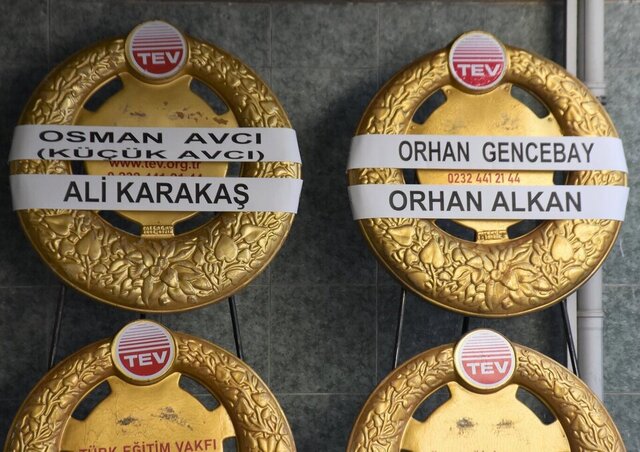 TEV
OSMAN AVCI
(KÜÇÜK AVCI)
www.tev.org.tr
ALİ KARAKAŞ
TEV
ORHAN GENCEBAY
0232 441 21 44
ORHAN ALKAN
TEV
TÜRK EĞİTİM VAKFI
TEV